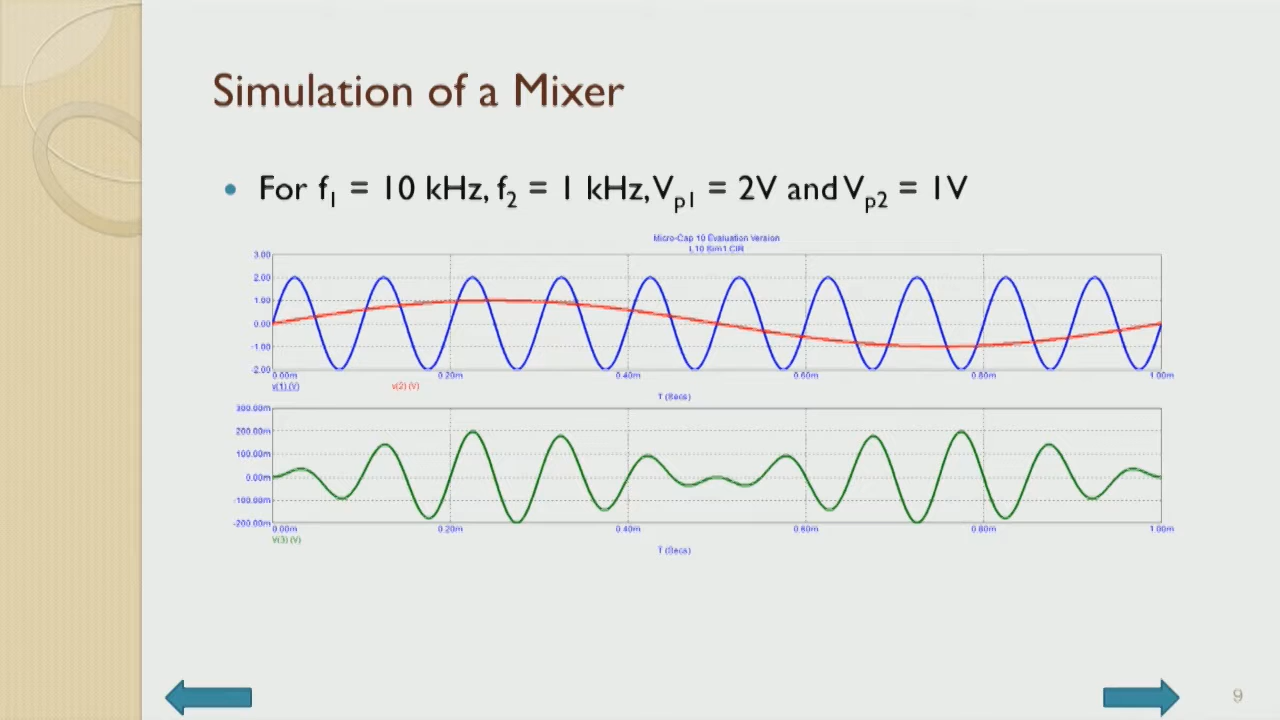 Simulation of a Mixer
• For f1 = 10 kHz, f2 = 1 kHz, Vp1 = 2V and Vp2 = 1V
Micro-Cap 10 Evaluation Version
L10 Sim1.CIR
3.00
2.00
1.00
0.00
-1.00
-2.00
0.00m 0.20m 0.40m 0.60m 0.80m 1.00m
v(1) (V) v(2) (V)
T (Secs)
300.00m
200.00m
100.00m
0.00m
-100.00m
-200.00m
0.00m 0.20m 0.40m 0.60m 0.80m 1.00m
V(3) (V)
T (Secs)
9